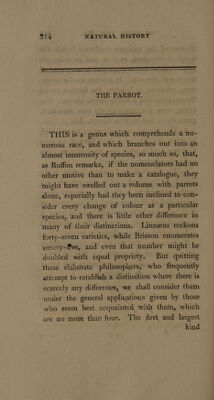 314 NATURAL HISTORY
THE PARROT.
THIS is a genus which comprehends a nu-
merous race, and which branches out into an
almost immensity of species, so much so, that,
as Buffon remarks, if the nomenclators had no
other motive than to make a catalogue, they
might have swelled out a volume with parrots
alone, especially had they been inclined to con-
sider every change of colour as a particular
species, and there is little other difference in
many of their distinctions. Linnæus reckons
forty-seven varieties, while Brisson enumerates
ninety-five, and even that number might be
doubled with equal propriety. But quitting
these elaborate philosophers, who frequently
attempt to establish a distinction where there is
scarcely any difference, we shall consider them
under the general applications given by those
who seem best acquainted with them, which
are no more than four. The first and largest
kind